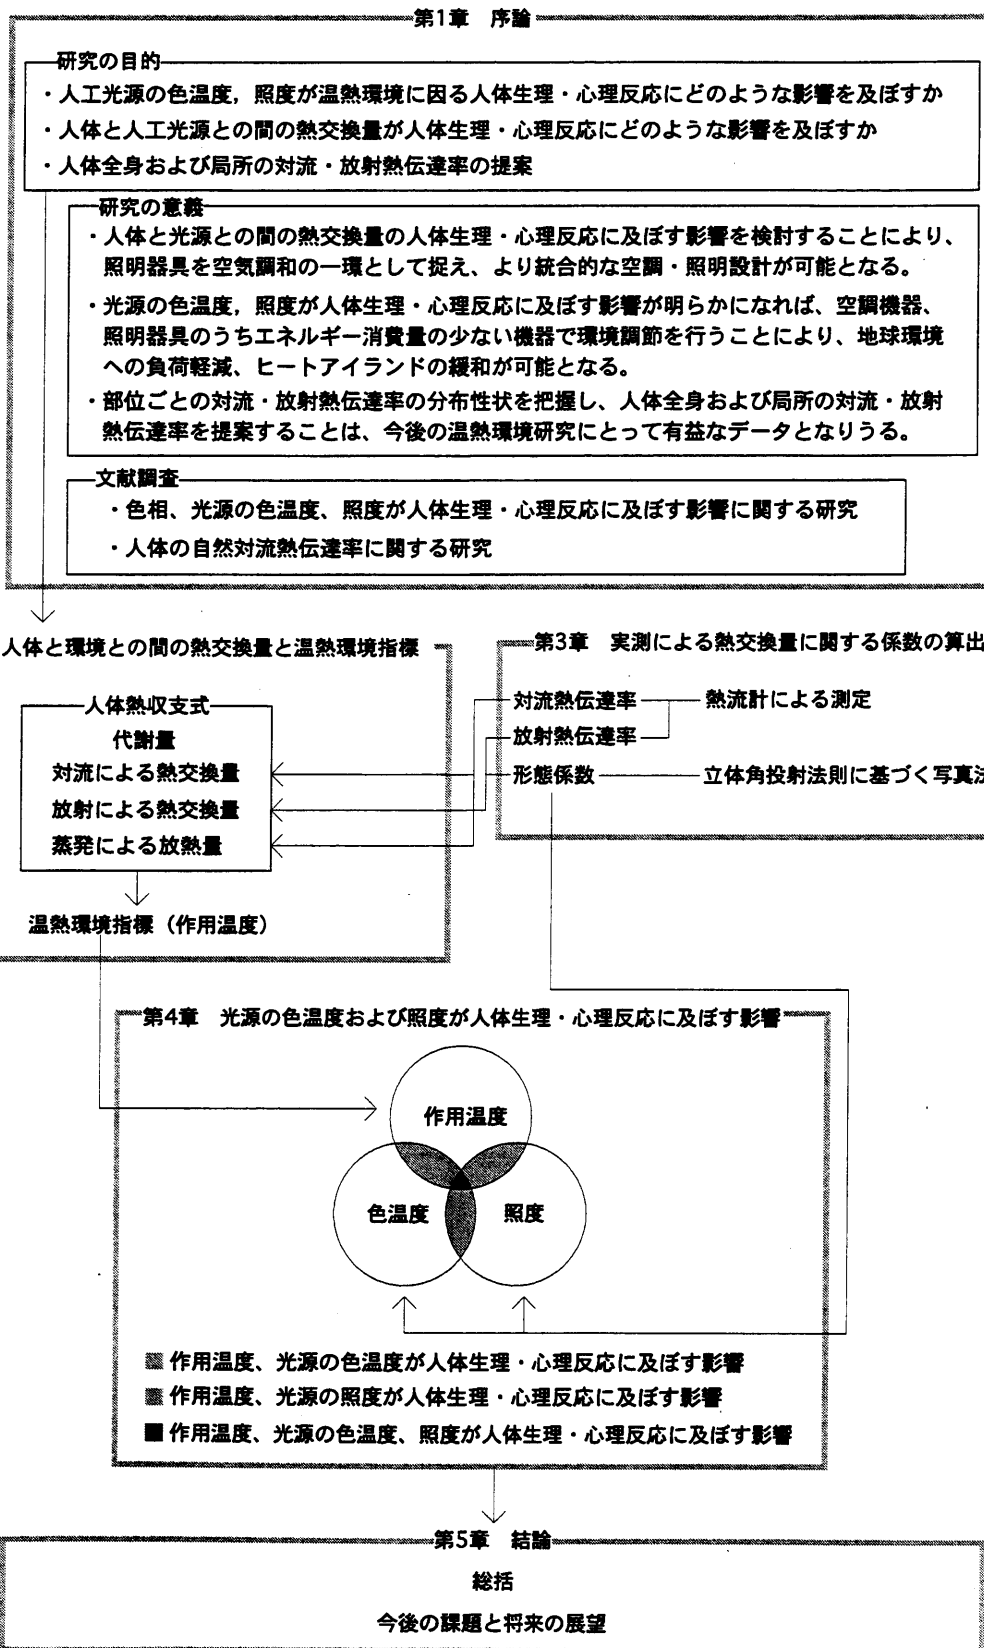 第1章 序論
研究の目的
・人工光源の色温度，照度が温熱環境に因る人体生理・心理反応にどのような影響を及ぼすか
・人体と人工光源との間の熱交換量が人体生理・心理反応にどのような影響を及ぼすか
・人体全身および局所の対流・放射熱伝達率の提案
研究の意義
・人体と光源との間の熱交換量の人体生理・心理反応に及ぼす影響を検討することにより、
照明器具を空気調和の一環として捉え、より統合的な空調・照明設計が可能となる。
・光源の色温度，照度が人体生理・心理反応に及ぼす影響が明らかになれば、空調機器、
照明器具のうちエネルギー消費量の少ない機器で環境調節を行うことにより、地球環境
への負荷軽減、ヒートアイランドの緩和が可能となる。
・部位ごとの対流・放射熱伝達率の分布性状を把握し、人体全身および局所の対流・放射
熱伝達率を提案することは、今後の温熱環境研究にとって有益なデータとなりうる。
文献調査
・色相、光源の色温度、照度が人体生理・心理反応に及ぼす影響に関する研究
・人体の自然対流熱伝達率に関する研究
人体と環境との間の熱交換量と温熱環境指標
人体熱収支式
代謝量
対流による熱交換量
放射による熱交換量
蒸発による放熱量
温熱環境指標（作用温度）
第3章 実測による熱交換量に関する係数の算出
対流熱伝達率
熱流計による測定
放射熱伝達率
形態係数
立体角投射法則に基づく写真法
第4章 光源の色温度および照度が人体生理・心理反応に及ぼす影響
作用温度
色温度
照度
作用温度、光源の色温度が人体生理・心理反応に及ぼす影響
作用温度、光源の照度が人体生理・心理反応に及ぼす影響
作用温度、光源の色温度、照度が人体生理・心理反応に及ぼす影響
第5章 結論
総括
今後の課題と将来の展望